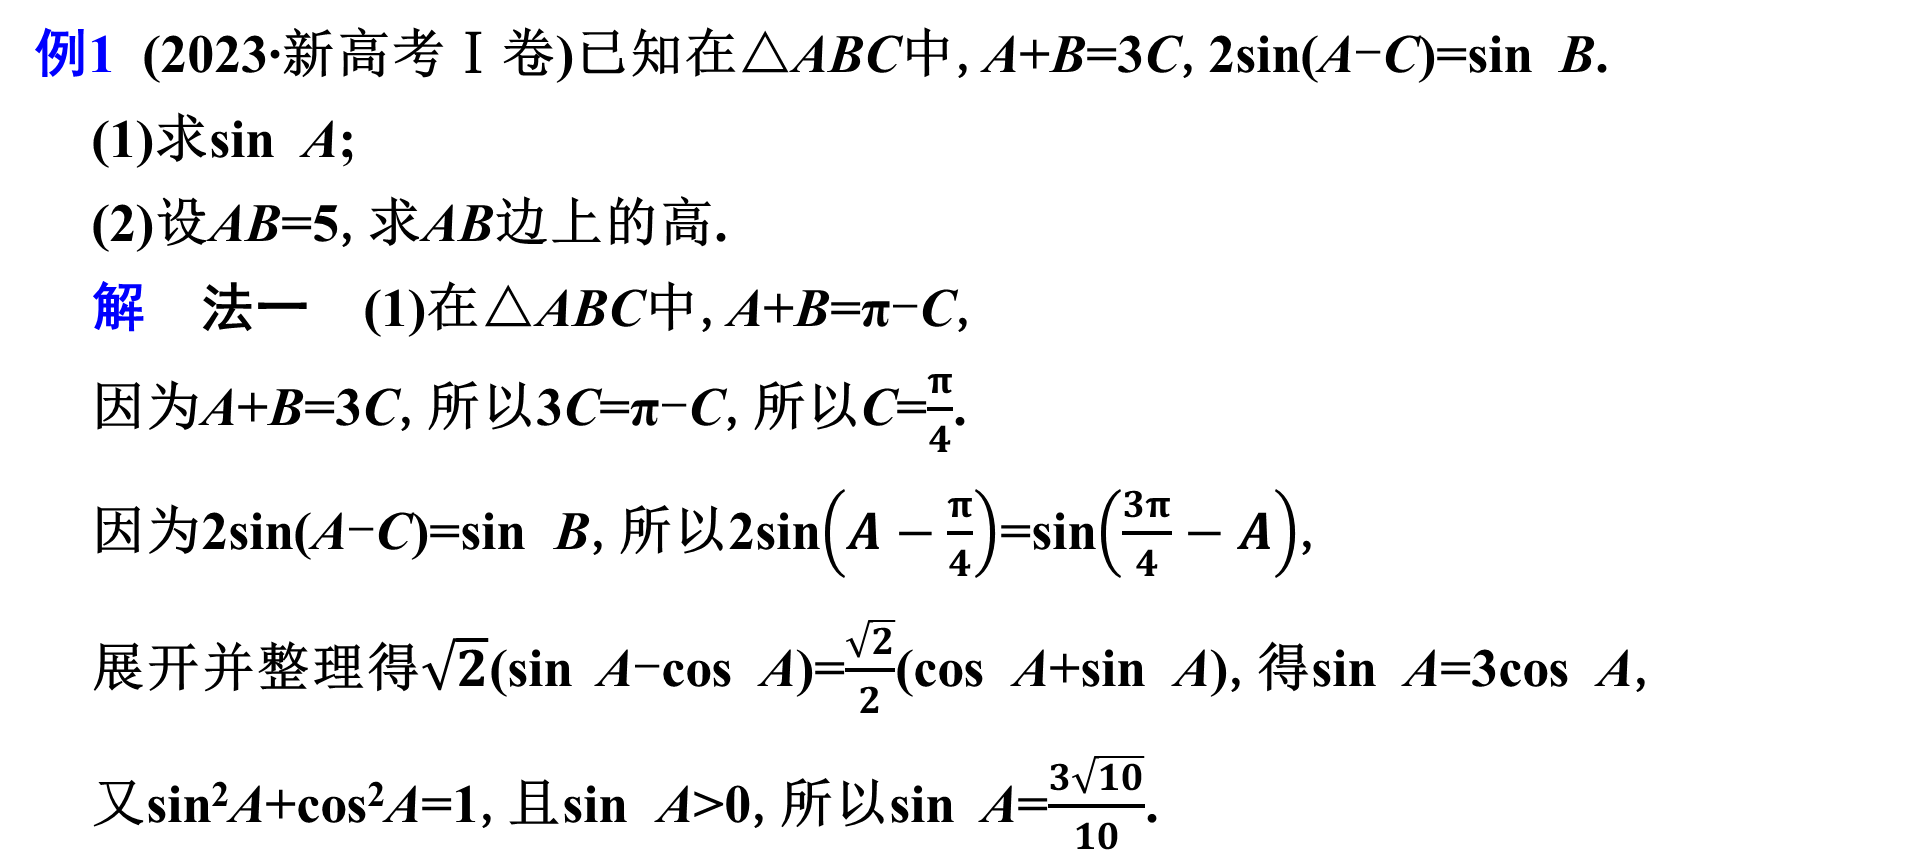 例1 (2023·新高考Ⅰ卷)已知在△ABC中, A+B=3C, 2sin(A−C)=sin B.
(1)求sin A;
(2)设AB=5, 求AB边上的高.
解 法一 (1)在△ABC中, A+B=π−C,
因为A+B=3C, 所以3C=π−C, 所以C=π/4.
因为2sin(A−C)=sin B, 所以2sin(A − π/4)=sin(3π/4 − A),
展开并整理得√2(sin A−cos A)=√2/2(cos A+sin A), 得sin A=3cos A,
又sin²A+cos²A=1, 且sin A>0, 所以sin A=3√10/10.